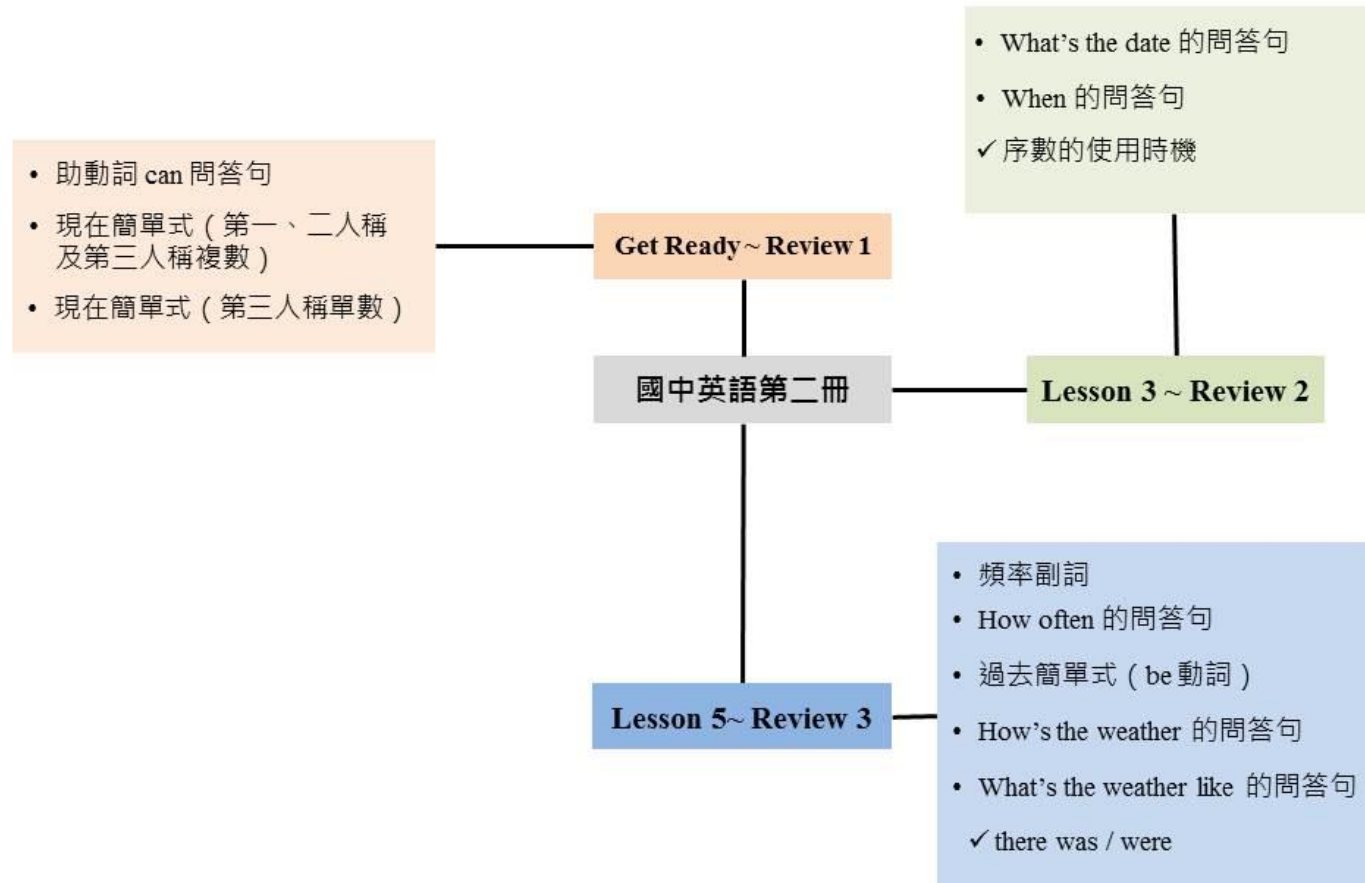 • What's the date 的問答句
• When 的問答句
✓ 序數的使用時機
• 助動詞 can 問答句
• 現在簡單式（第一、二人稱
及第三人稱複數）
• 現在簡單式（第三人稱單數）
Get Ready ~ Review 1
國中英語第二冊
Lesson 3 ~ Review 2
• 頻率副詞
• How often 的問答句
• 過去簡單式（be 動詞）
• How's the weather 的問答句
• What's the weather like 的問答句
✓ there was / were
Lesson 5~ Review 3